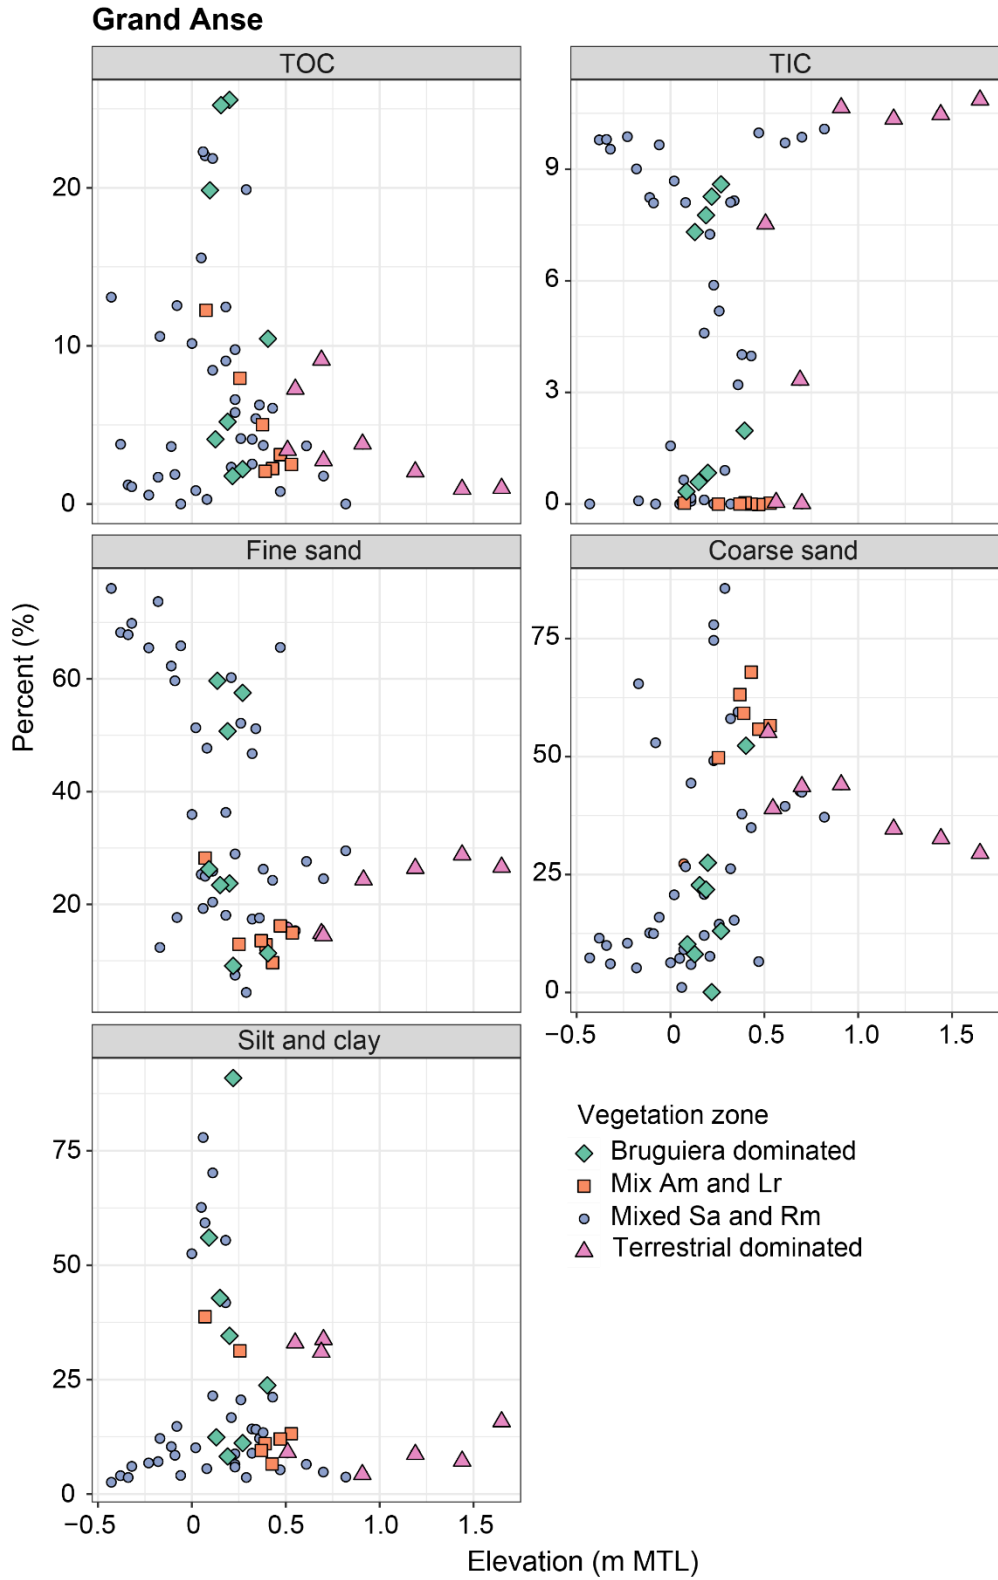 Grand Anse
TOC
TIC
20
10
0
9
6
3
0
Fine sand
Coarse sand
Percent (%)
60
40
20
75
50
25
0
−0.5 0 0.5 1.0 1.5
Silt and clay
75
50
25
0
−0.5 0 0.5 1.0 1.5
Vegetation zone
Bruguiera dominated
Mix Am and Lr
Mixed Sa and Rm
Terrestrial dominated
Elevation (m MTL)